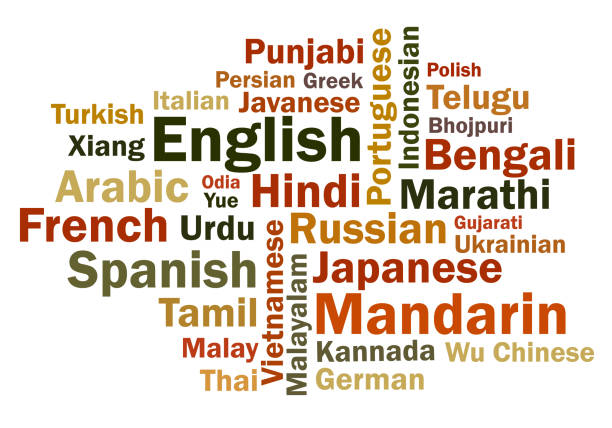 Punjabi
Portuguese
Indonesian
Polish
Persian
Greek
Telugu
Italian
Javanese
Turkish
Bhojpuri
English
Xiang
Bengali
Arabic
Odia
Hindi
Marathi
Yue
French
Urdu
Russian
Gujarati
Ukrainian
Spanish
Vietnamese
Malayalam
Japanese
Tamil
Mandarin
Malay
Kannada
Wu Chinese
Thai
German